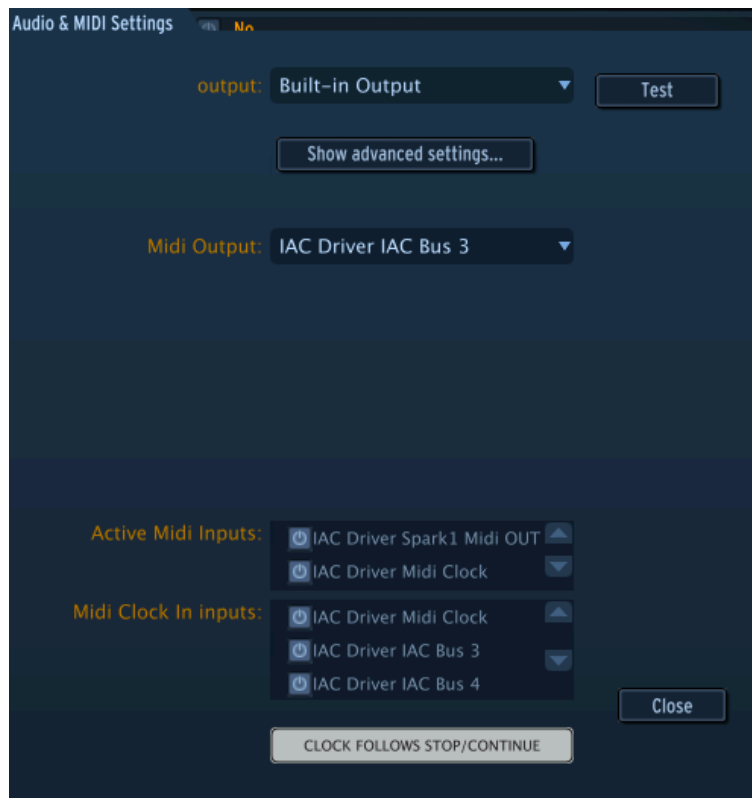 Audio & MIDI Settings
No
output: Built-in Output Test
Show advanced settings...
Midi Output: IAC Driver IAC Bus 3
Active Midi Inputs: IAC Driver Spark1 Midi OUT
IAC Driver Midi Clock
Midi Clock In inputs: IAC Driver Midi Clock
IAC Driver IAC Bus 3
IAC Driver IAC Bus 4
Close
CLOCK FOLLOWS STOP/CONTINUE